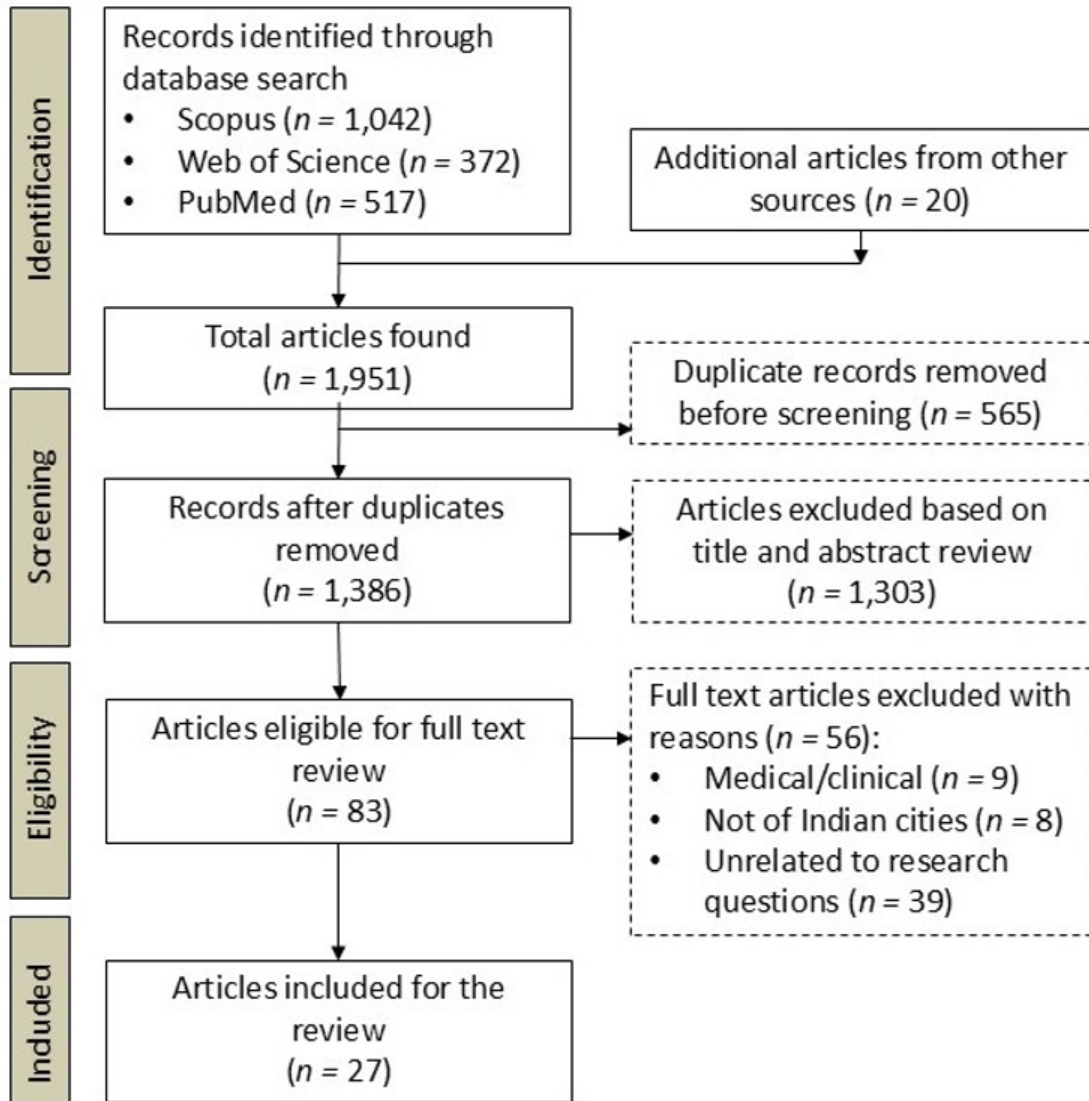 Identification
Records identified through
database search
• Scopus (n = 1,042)
• Web of Science (n = 372)
• PubMed (n = 517)
Additional articles from other
sources (n = 20)
Total articles found
(n = 1,951)
Screening
Duplicate records removed
before screening (n = 565)
Records after duplicates
removed
(n = 1,386)
Articles excluded based on
title and abstract review
(n = 1,303)
Eligibility
Articles eligible for full text
review
(n = 83)
Full text articles excluded with
reasons (n = 56):
• Medical/clinical (n = 9)
• Not of Indian cities (n = 8)
• Unrelated to research
questions (n = 39)
Included
Articles included for the
review
(n = 27)